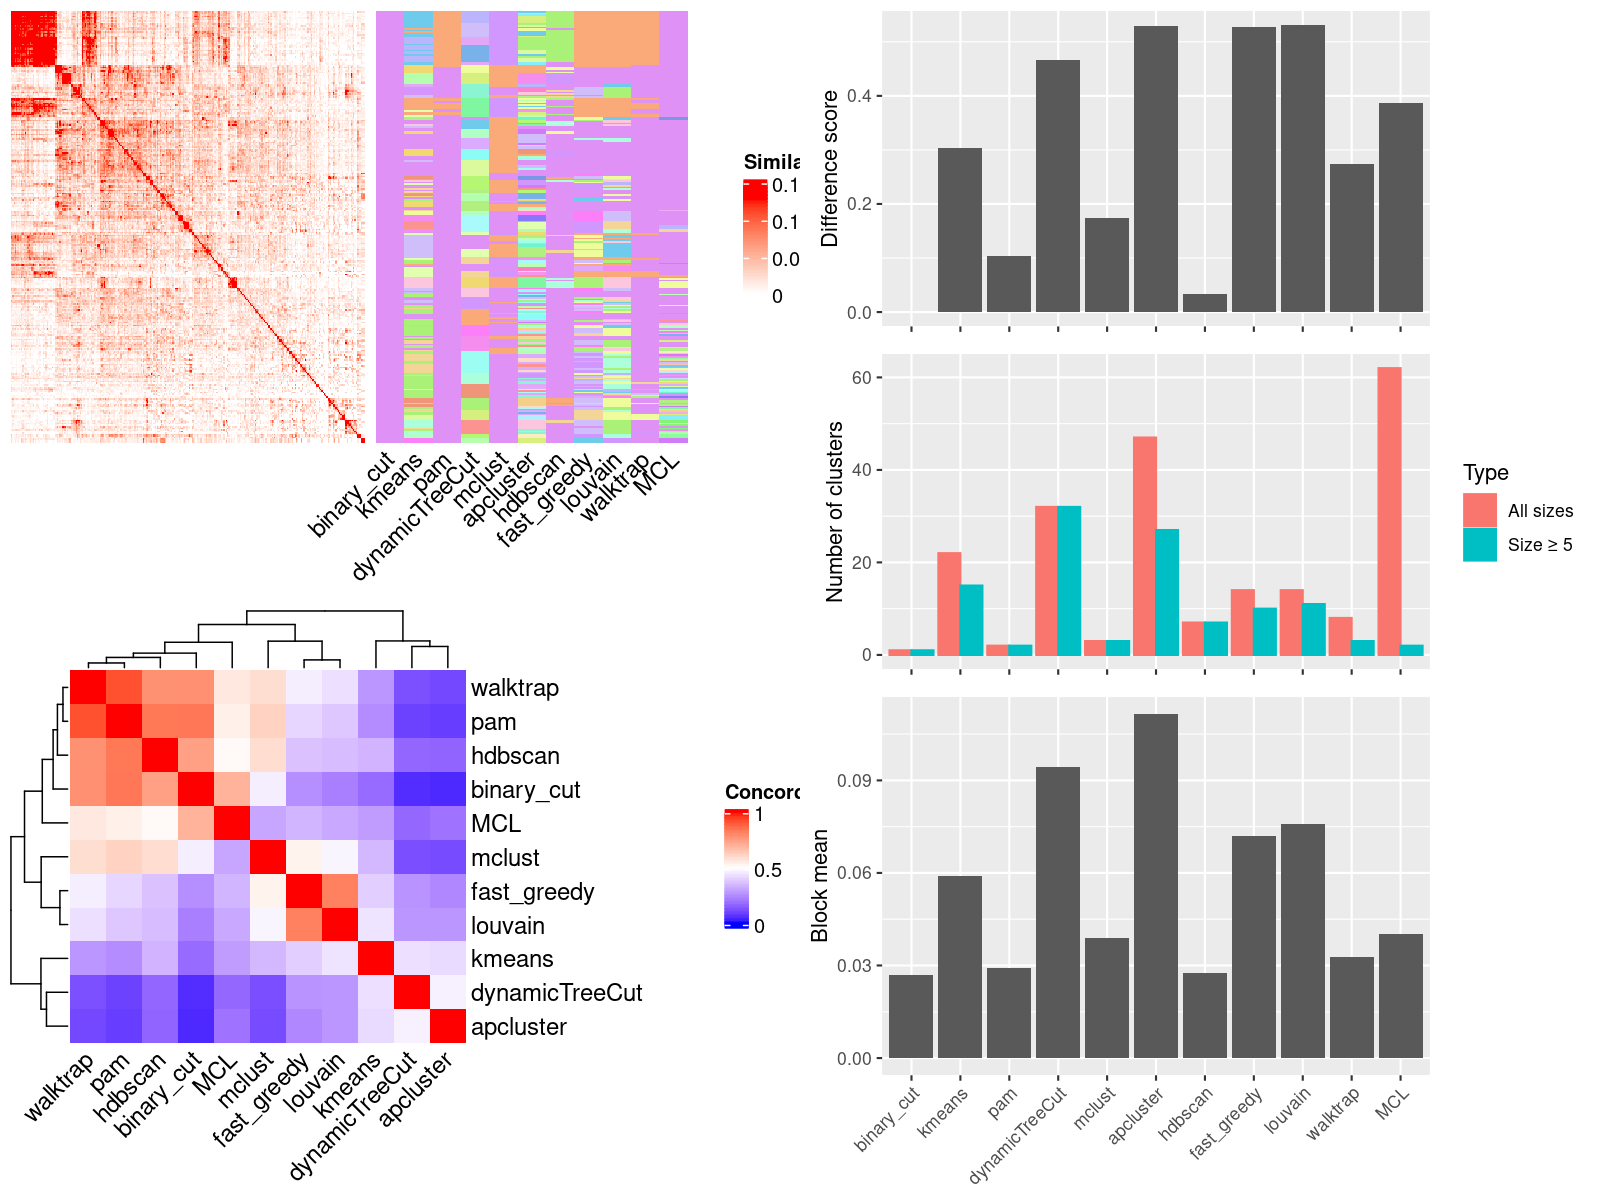 Simila
0.1
0.1
0.0
0
binary_cut
kmeans
pam
dynamicTreeCut
mclust
apcluster
hdbscan
fast_greedy
louvain
walktrap
MCL
walktrap
pam
hdbscan
binary_cut
MCL
mclust
fast_greedy
louvain
kmeans
dynamicTreeCut
apcluster
walktrap
pam
hdbscan
binary_cut
MCL
mclust
fast_greedy
louvain
kmeans
dynamicTreeCut
apcluster
Concord
1
0.5
0
Difference score
0.4
0.2
0.0
Number of clusters
60
40
20
0
Type
All sizes
Size ≥ 5
Block mean
0.09
0.06
0.03
0.00
binary_cut
kmeans
pam
dynamicTreeCut
mclust
apcluster
hdbscan
fast_greedy
louvain
walktrap
MCL